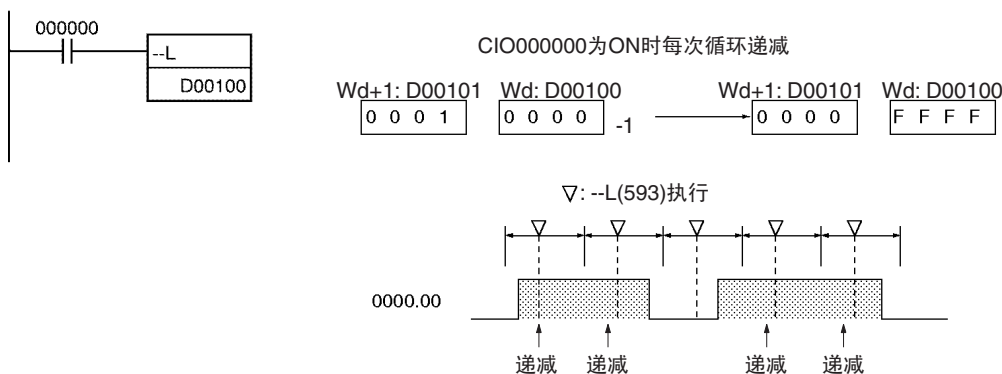 000000
--L
D00100
CIO000000为ON时每次循环递减
Wd+1: D00101 Wd: D00100 Wd+1: D00101 Wd: D00100
0 0 0 1 0 0 0 0 -1 0 0 0 0 F F F F
▽: --L(593)执行
0000.00
递减 递减 递减 递减